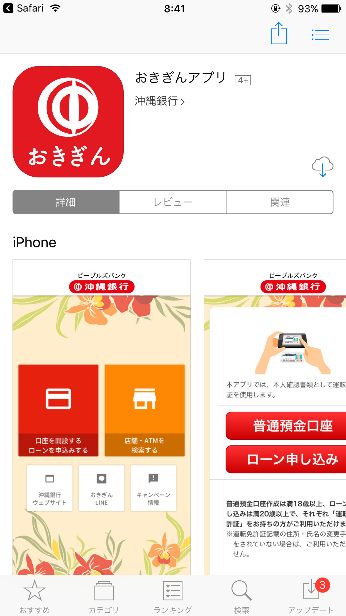 Safari
8:41
93%
おきぎん
おきぎんアプリ 4+
沖縄銀行
詳細
レビュー
関連
iPhone
ピープルズバンク
沖縄銀行
口座を開設する
ローンを申込みする
店舗・ATMを
検索する
沖縄銀行
ウェブサイト
おきぎん
LINE
キャンペーン
情報
ピープルズバンク
沖縄銀行
本アプリでは、本人確認書類として運転
証を使用します。
普通預金口座
ローン申し込み
普通預金口座作成は満18歳以上、ローン
し込みは満20歳以上で、それぞれ「運転
許証」をお持ちの方がご利用いただけま
※運転免許証記載の住所・氏名の変更手
をされていない場合は、ご利用いただ
せん。
おすすめ
カテゴリ
ランキング
検索
3
アップデート